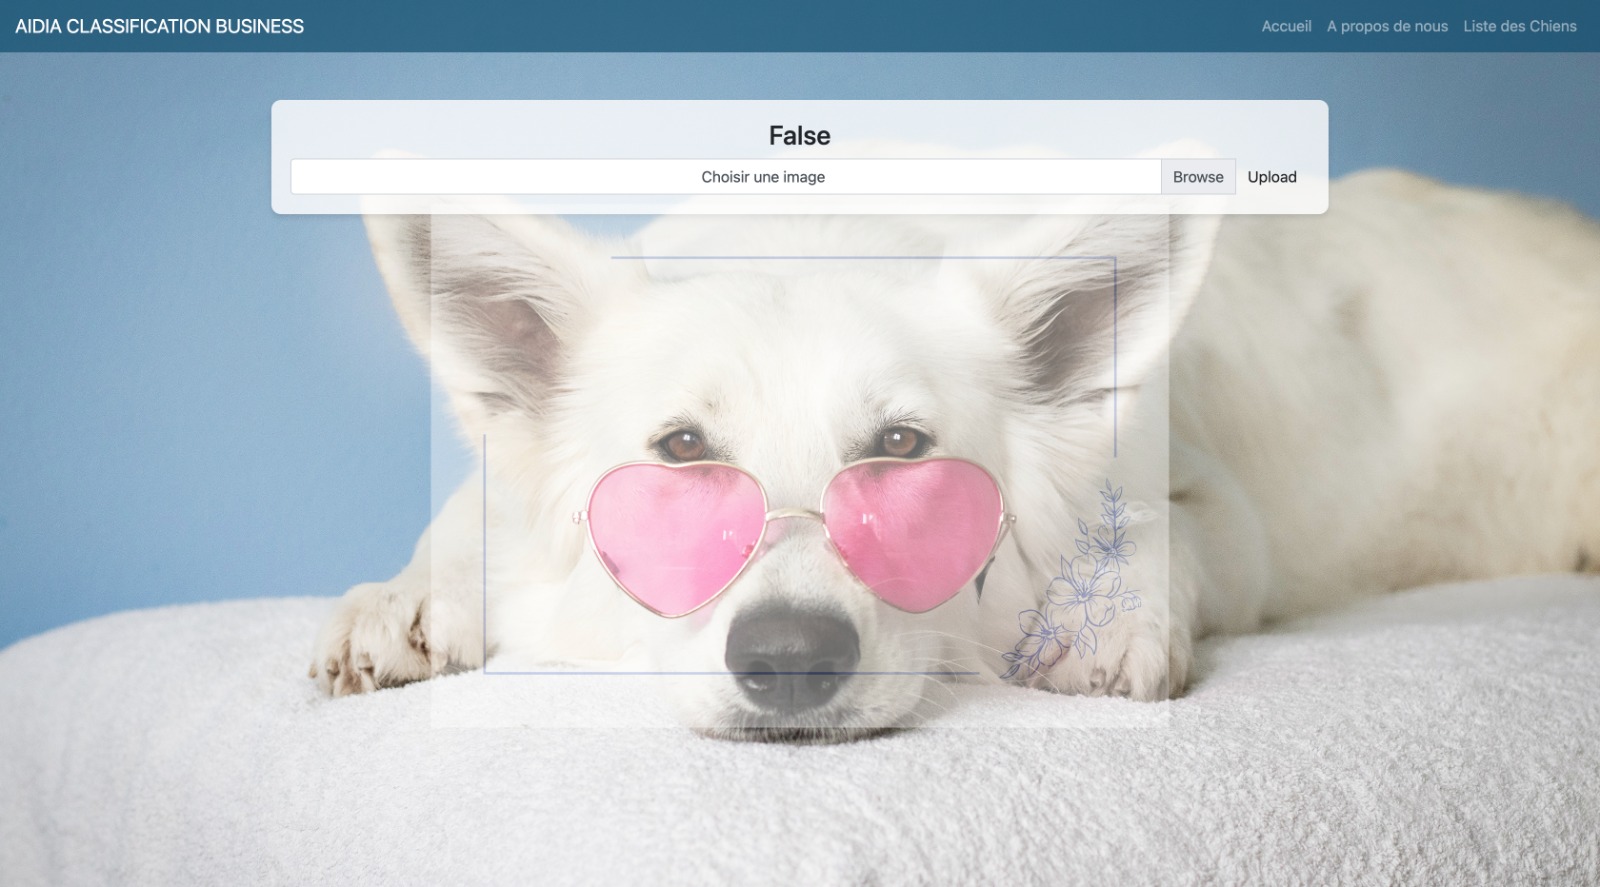 AIDIA CLASSIFICATION BUSINESS
Accueil A propos de nous Liste des Chiens
False
Choisir une image Browse Upload